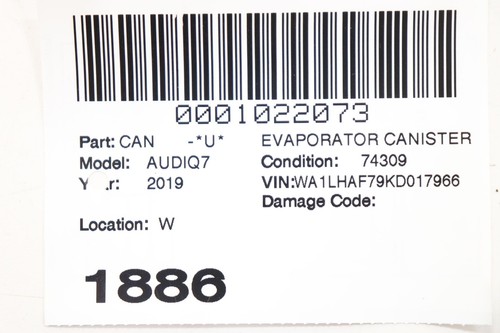 0001022073
Part: CAN -*U* EVAPORATOR CANISTER
Model: AUDIQ7 Condition: 74309
Y r: 2019 VIN:WA1LHAF79KD017966
Damage Code:
Location: W
1886